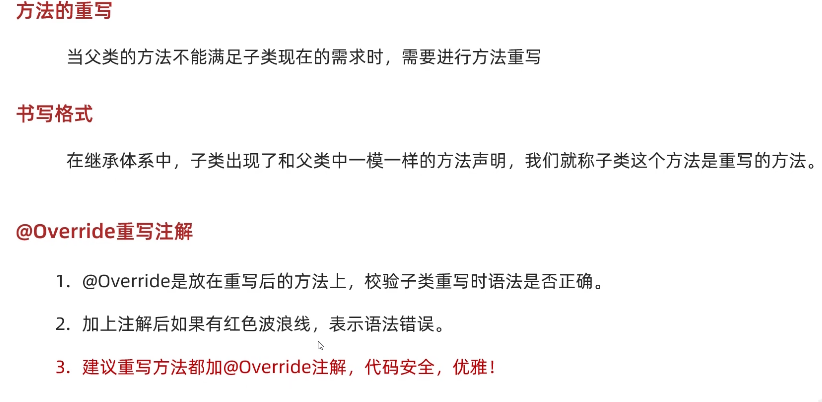 方法的重写
当父类的方法不能满足子类现在的需求时，需要进行方法重写
书写格式
在继承体系中，子类出现了和父类中一模一样的方法声明，我们就称子类这个方法是重写的方法。
@Override重写注解
1. @Override是放在重写后的方法上，校验子类重写时语法是否正确。
2. 加上注解后如果有红色波浪线，表示语法错误。
3. 建议重写方法都加@Override注解，代码安全，优雅！